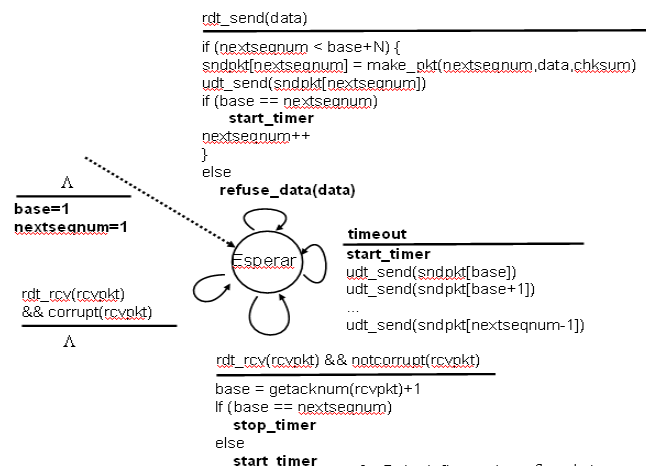 rdt_send(data)
if (nextseqnum < base+N) {
sndpkt[nextseqnum] = make_pkt(nextseqnum,data,chksum)
udt_send(sndpkt[nextseqnum])
if (base == nextseqnum)
start_timer
nextseqnum++
}
else
refuse_data(data)
Λ
base=1
nextseqnum=1
Esperar
timeout
start_timer
udt_send(sndpkt[base])
udt_send(sndpkt[base+1])
...
udt_send(sndpkt[nextseqnum-1])
rdt_rcv(rcvpkt)
&& corrupt(rcvpkt)
Λ
rdt_rcv(rcvpkt) && notcorrupt(rcvpkt)
base = getacknum(rcvpkt)+1
If (base == nextseqnum)
stop_timer
else
start_timer